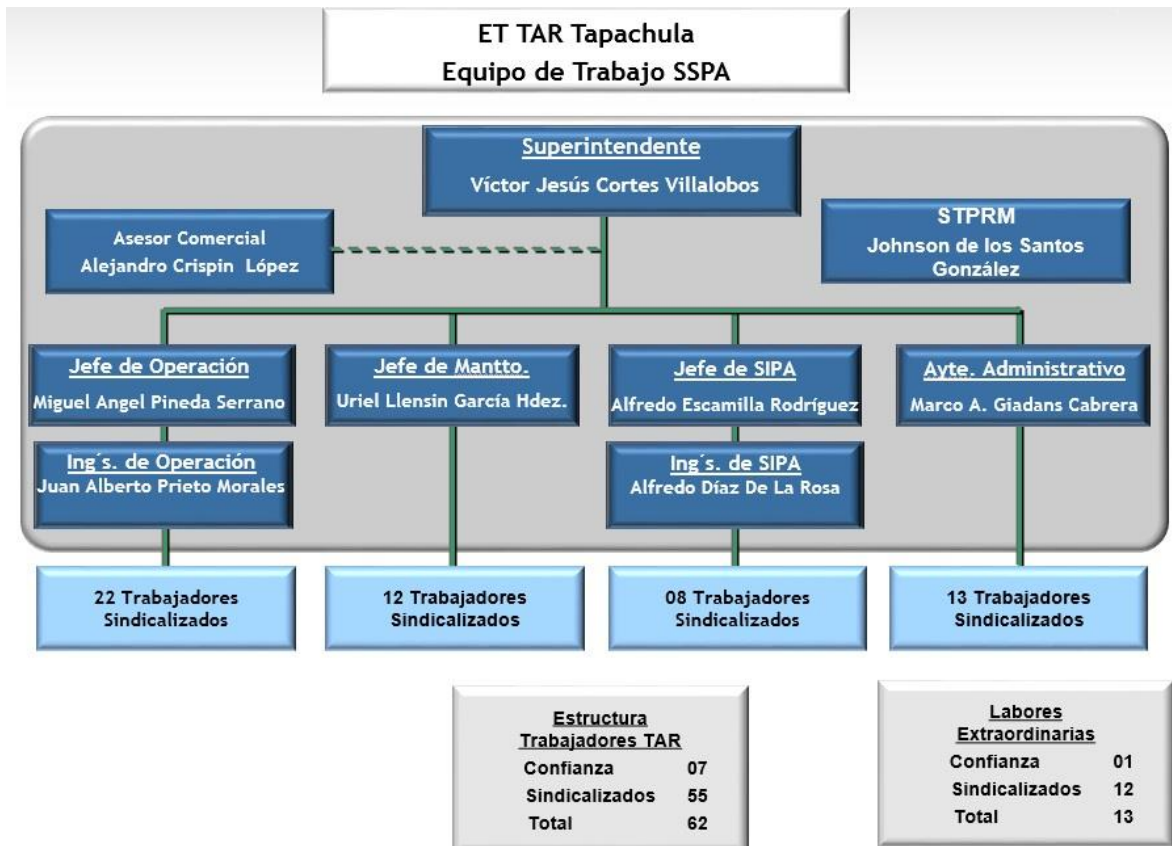 ET TAR Tapachula
Equipo de Trabajo SSPA
Superintendente
Víctor Jesús Cortes Villalobos
Asesor Comercial
Alejandro Crispin López
STPRM
Johnson de los Santos
González
Jefe de Operación
Miguel Angel Pineda Serrano
Jefe de Mantto.
Uriel Llensin García Hdez.
Jefe de SIPA
Alfredo Escamilla Rodríguez
Ayte. Administrativo
Marco A. Giadans Cabrera
Ing´s. de Operación
Juan Alberto Prieto Morales
Ing´s. de SIPA
Alfredo Díaz De La Rosa
22 Trabajadores
Sindicalizados
12 Trabajadores
Sindicalizados
08 Trabajadores
Sindicalizados
13 Trabajadores
Sindicalizados
Estructura
Trabajadores TAR
Confianza 07
Sindicalizados 55
Total 62
Labores
Extraordinarias
Confianza 01
Sindicalizados 12
Total 13